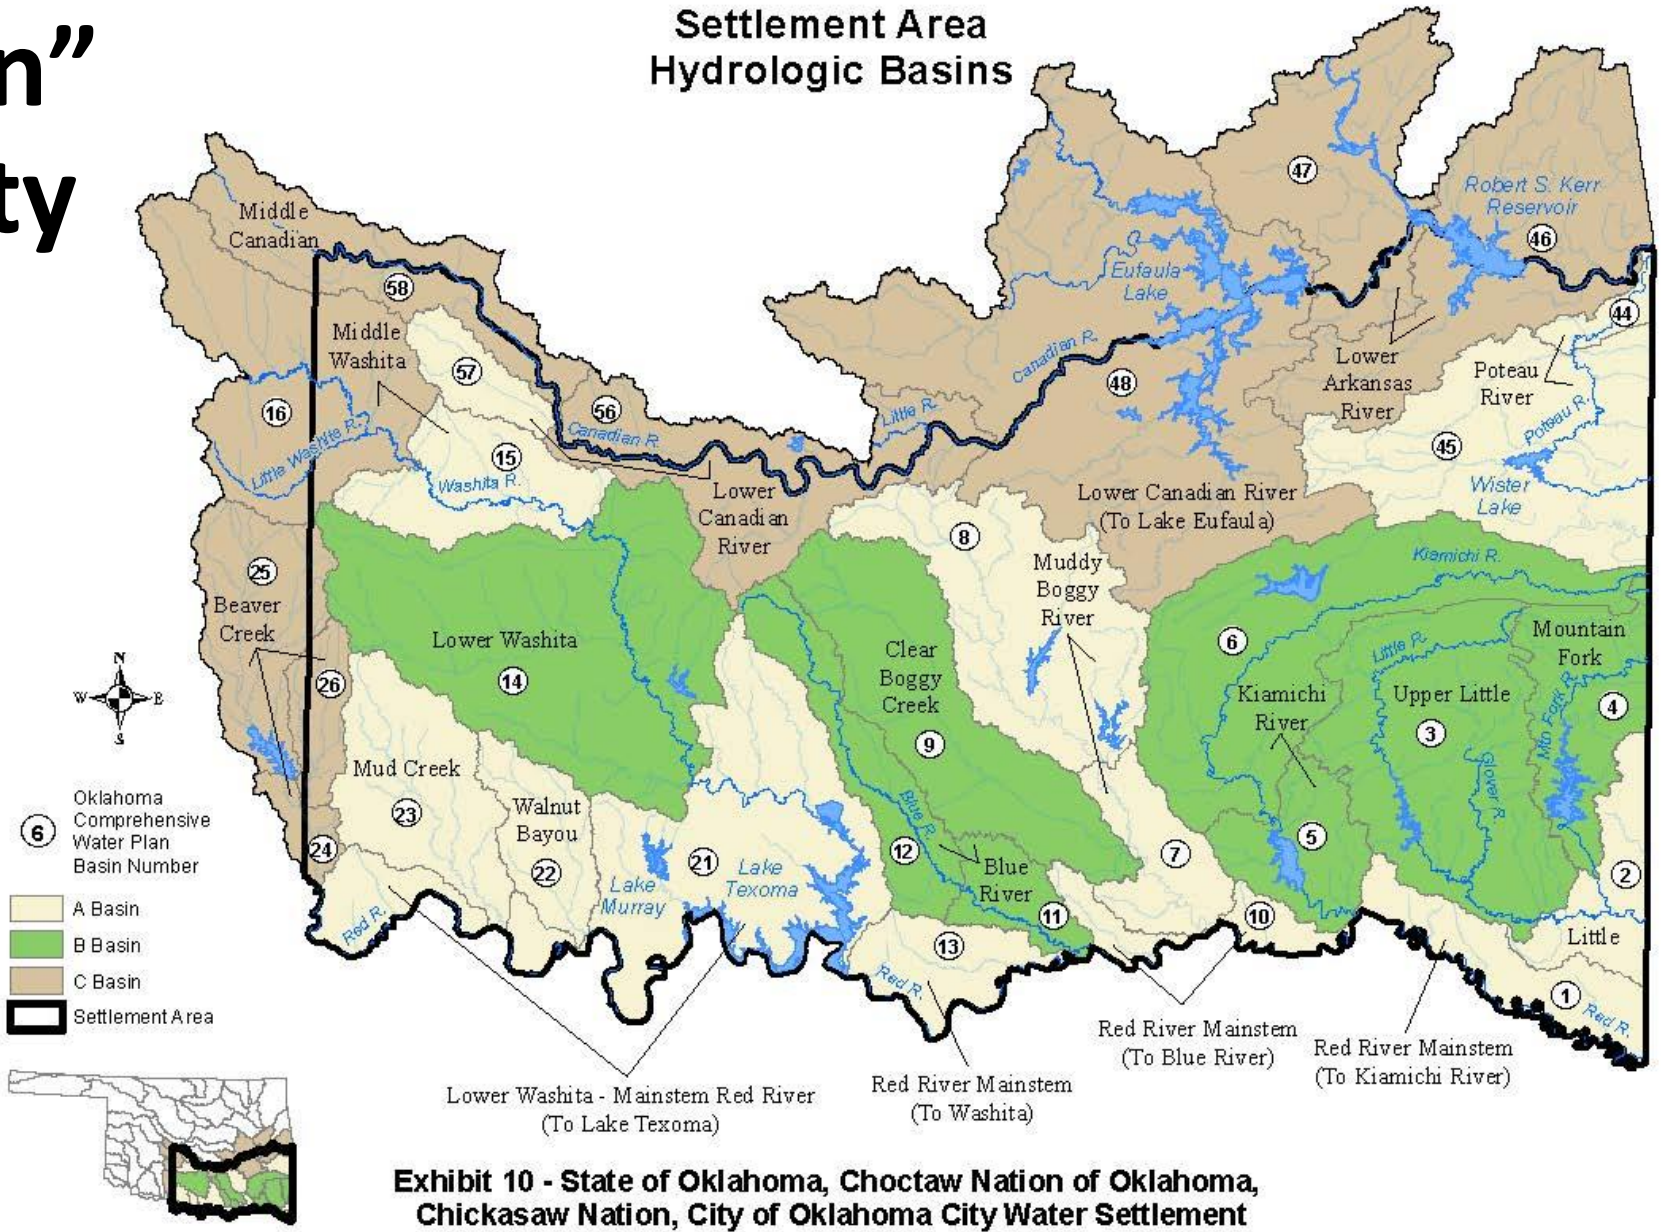 n”
ty
Settlement Area
Hydrologic Basins
47
Robert S. Kerr
Reservoir
46
Middle
Canadian
58
Eufaula
Lake
44
Middle
Washita
57
Canadian R.
48
Lower
Arkansas
River
Poteau
River
16
56
Little R.
Canadian R.
Little Washita R.
15
Washita R.
45
Poteau R.
Wister
Lake
Lower
Canadian
River
Lower Canadian River
(To Lake Eufaula)
8
Muddy
Boggy
River
Kiamichi R.
25
Beaver
Creek
Lower Washita
14
26
Clear
Boggy
Creek
9
6
Kiamichi
River
Little R.
Upper Little
3
Mountain
Fork
4
Mtn Fork R.
Glover R.
N
W
E
S
Mud Creek
23
Walnut
Bayou
22
24
Oklahoma
Comprehensive
Water Plan
Basin Number
6
A Basin
B Basin
C Basin
Settlement Area
Lake
Murray
21
Lake
Texoma
12
Blue R.
Blue
River
11
7
5
10
2
Little
13
1
Red R.
Red R.
Red R.
Lower Washita - Mainstem Red River
(To Lake Texoma)
Red River Mainstem
(To Washita)
Red River Mainstem
(To Blue River)
Red River Mainstem
(To Kiamichi River)
Exhibit 10 - State of Oklahoma, Choctaw Nation of Oklahoma,
Chickasaw Nation, City of Oklahoma City Water Settlement